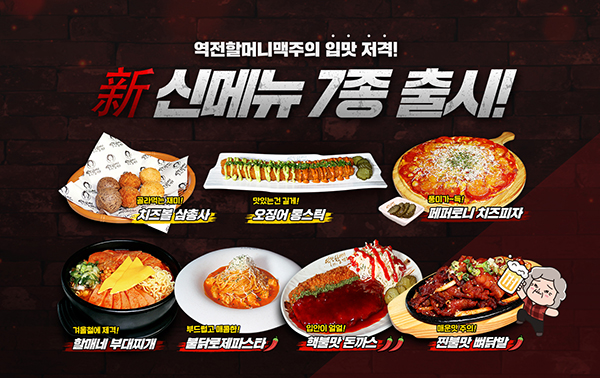 역전할머니맥주의 입맛 저격!
新 신메뉴 7종 출시!
골라먹는 재미!
치즈볼 삼총사
맛있는건 길게!
오징어 롱스틱
풍미가~득!
페퍼로니 치즈피자
겨울철에 제격!
할매네 부대찌개
부드럽고 매콤한!
불닭로제파스타
입안이 얼얼!
핵불맛 돈까스
매운맛 주의!
찐불맛 뼈닭발